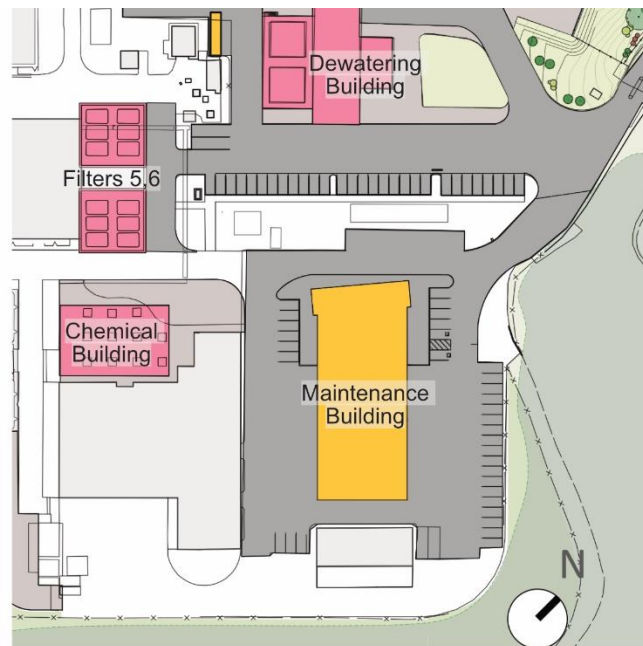 Dewatering
Building
Filters 5,6
Chemical
Building
Maintenance
Building
N